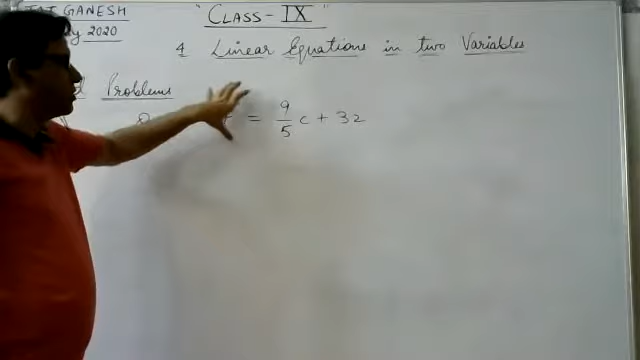 GANESH
" CLASS - IX "
2020
4 Linear Equations in two Variables
Problems
= 9/5 C + 32